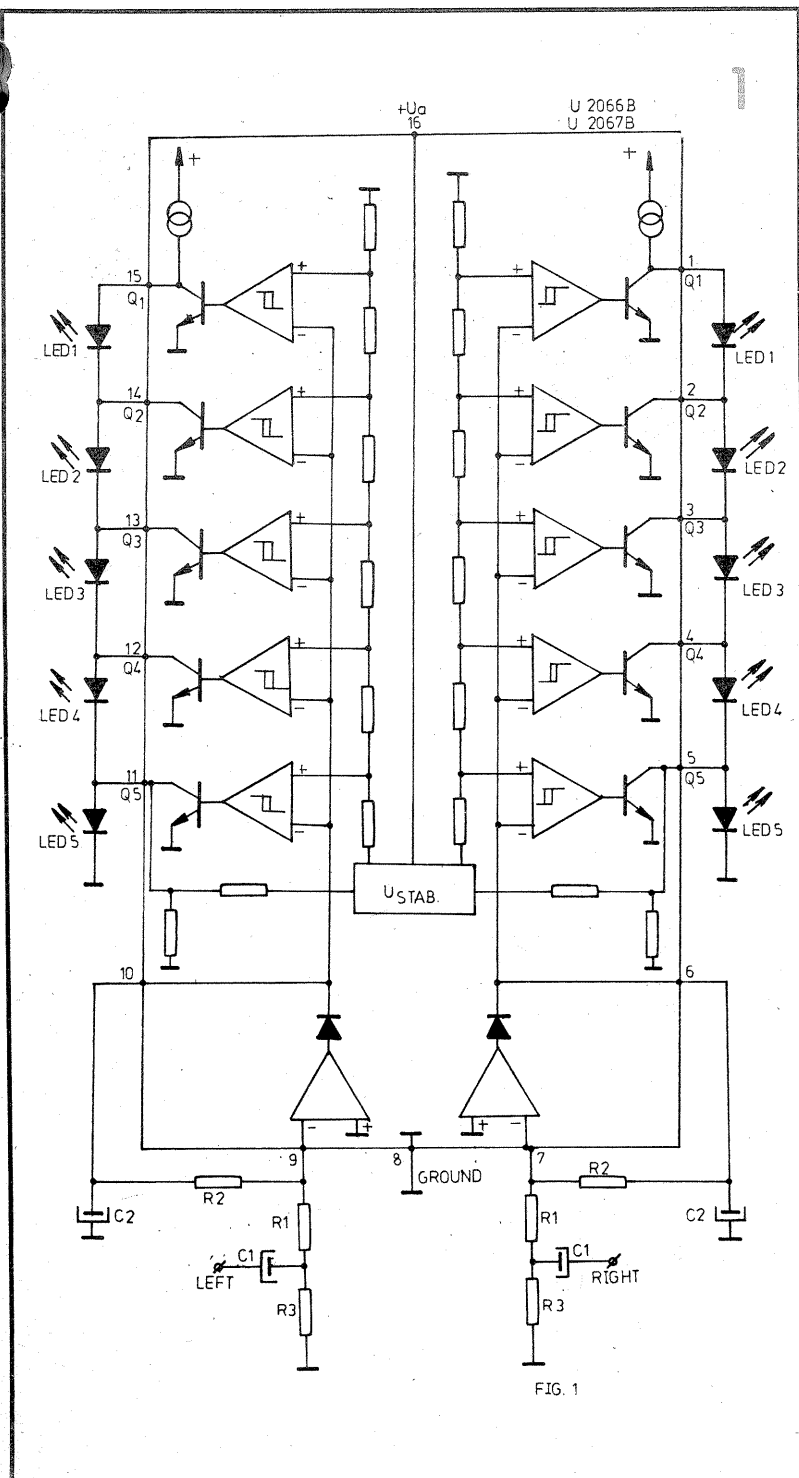 1
+Ua
16
U 2066B
U 2067B
+
+
15
Q1
+
-
+
-
1
Q1
LED1
LED1
14
Q2
+
-
+
-
2
Q2
LED2
LED2
13
Q3
+
-
+
-
3
Q3
LED3
LED3
12
Q4
+
-
+
-
4
Q4
LED4
LED4
11
Q5
+
-
+
-
5
Q5
LED5
LED5
USTAB.
10
6
- +
+ -
9
8
7
GROUND
R2
R2
C2
R1
R1
C2
C1
C1
LEFT
RIGHT
R3
R3
FIG. 1